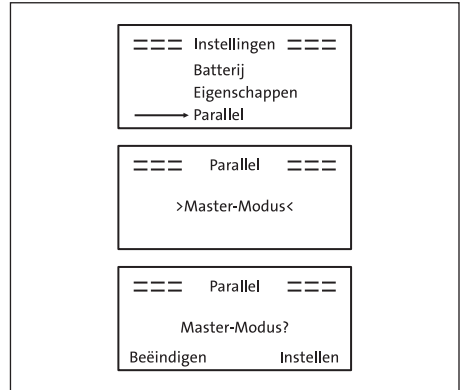 === Instellingen ===
Batterij
Eigenschappen
Parallel
=== Parallel ===
>Master-Modus<
=== Parallel ===
Master-Modus?
Beëindigen Instellen